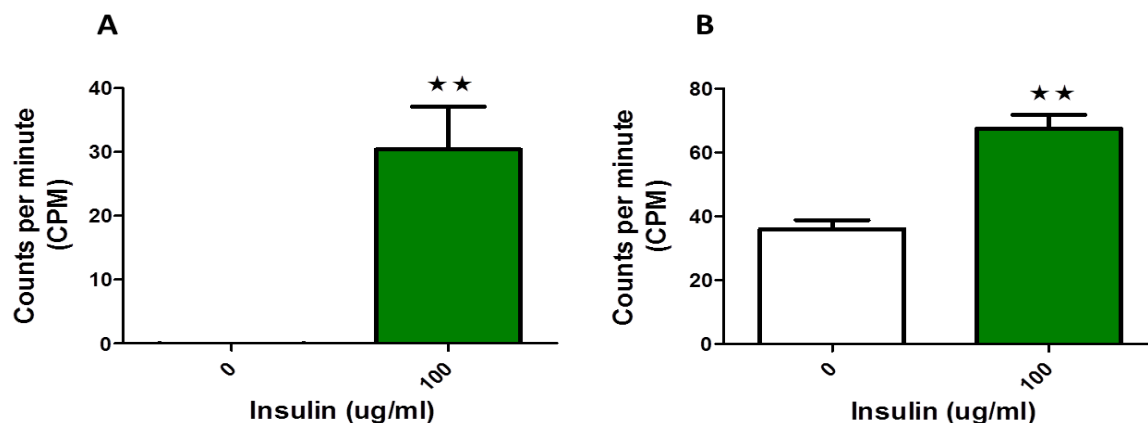 A
Counts per minute
(CPM)
40
30
20
10
0
★★
0
100
Insulin (ug/ml)
B
Counts per minute
(CPM)
80
60
40
20
0
★★
0
100
Insulin (ug/ml)